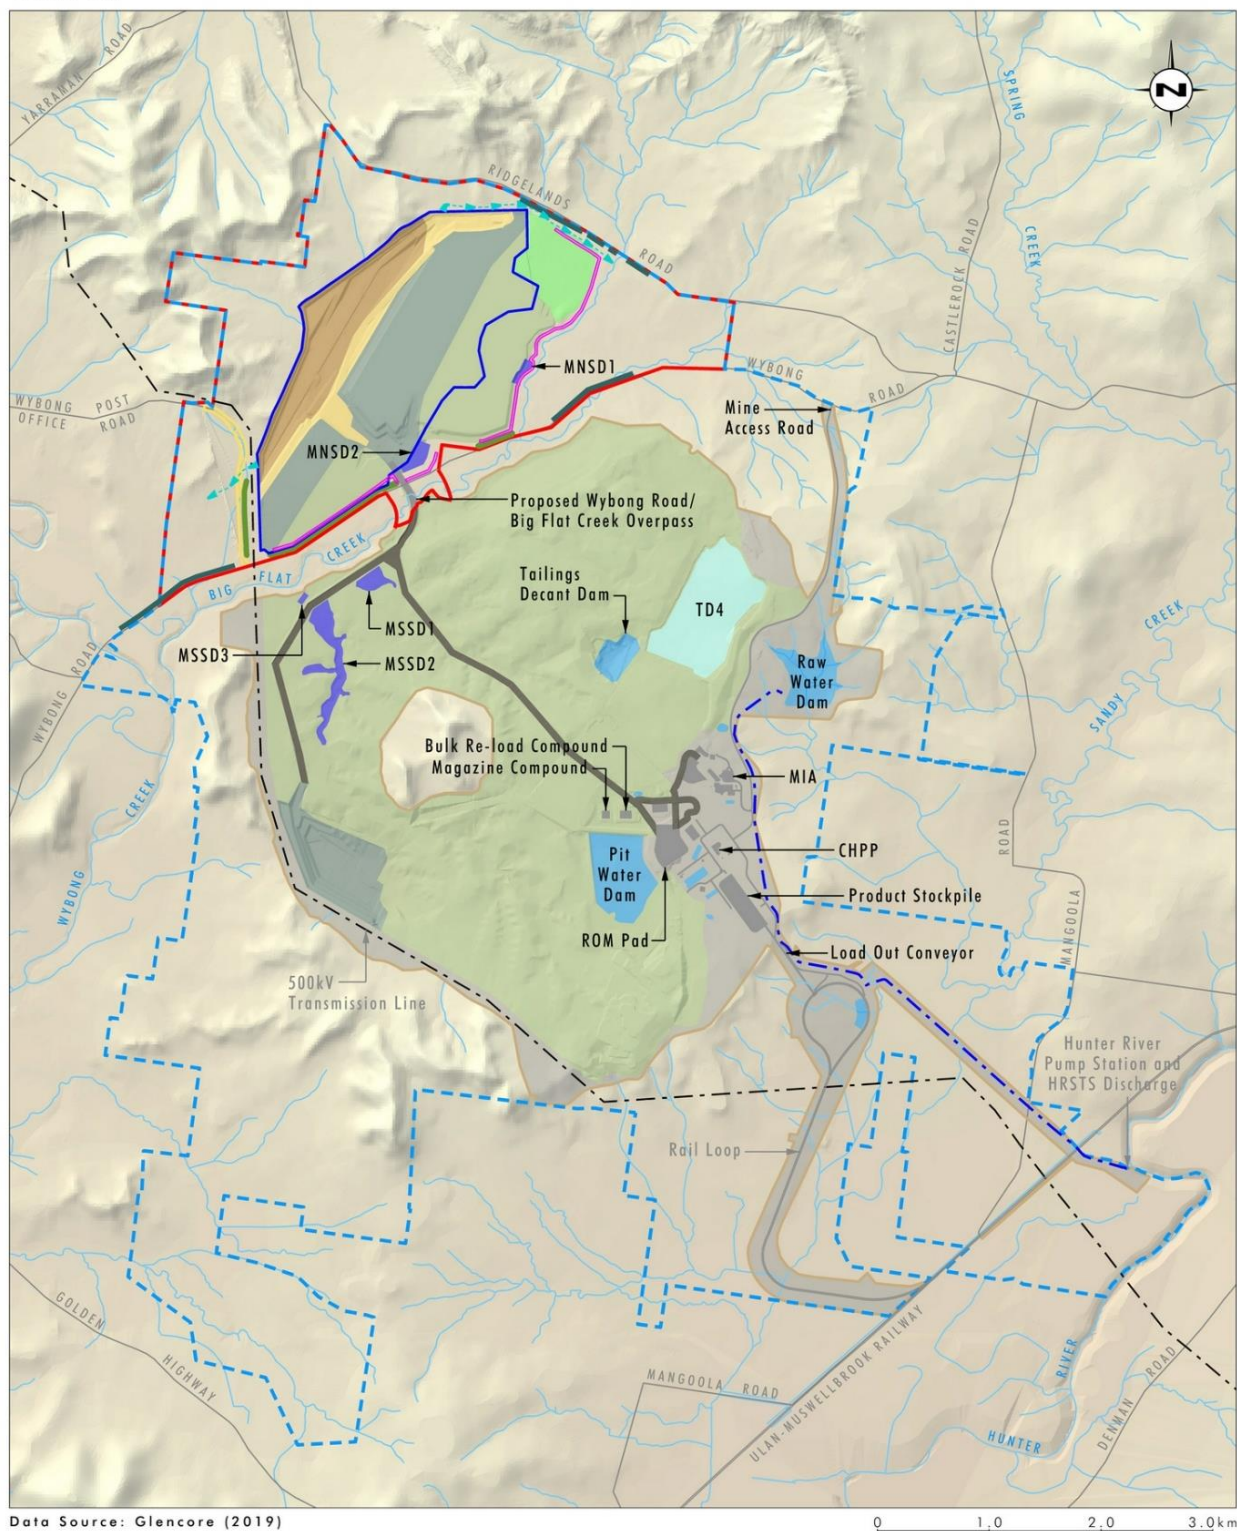 YARRAMAN ROAD
SPRING
CREEK
N
RIDGELANDS
ROAD
CASTLEROCK ROAD
MNSD1
WYBONG
ROAD
WYBONG POST
OFFICE ROAD
Mine
Access Road
MNSD2
Proposed Wybong Road/
Big Flat Creek Overpass
BIG FLAT CREEK
Tailings
Decant Dam
TD4
CREEK
SANDY
MSSD1
MSSD3
MSSD2
WYBONG ROAD
Raw
Water
Dam
Bulk Re-load Compound
Magazine Compound
MIA
WYBONG CREEK
Pit
Water
Dam
CHPP
ROAD
MANGOOLA
Product Stockpile
ROM Pad
Load Out Conveyor
500kV
Transmission Line
Hunter River
Pump Station and
HRSTS Discharge
Rail Loop
GOLDEN
HIGHWAY
MANGOOLA ROAD
ULAN-MUSWELLBROOK RAILWAY
RIVER
HUNTER
DENMAN ROAD
Data Source: Glencore (2019)
0 1.0 2.0 3.0km